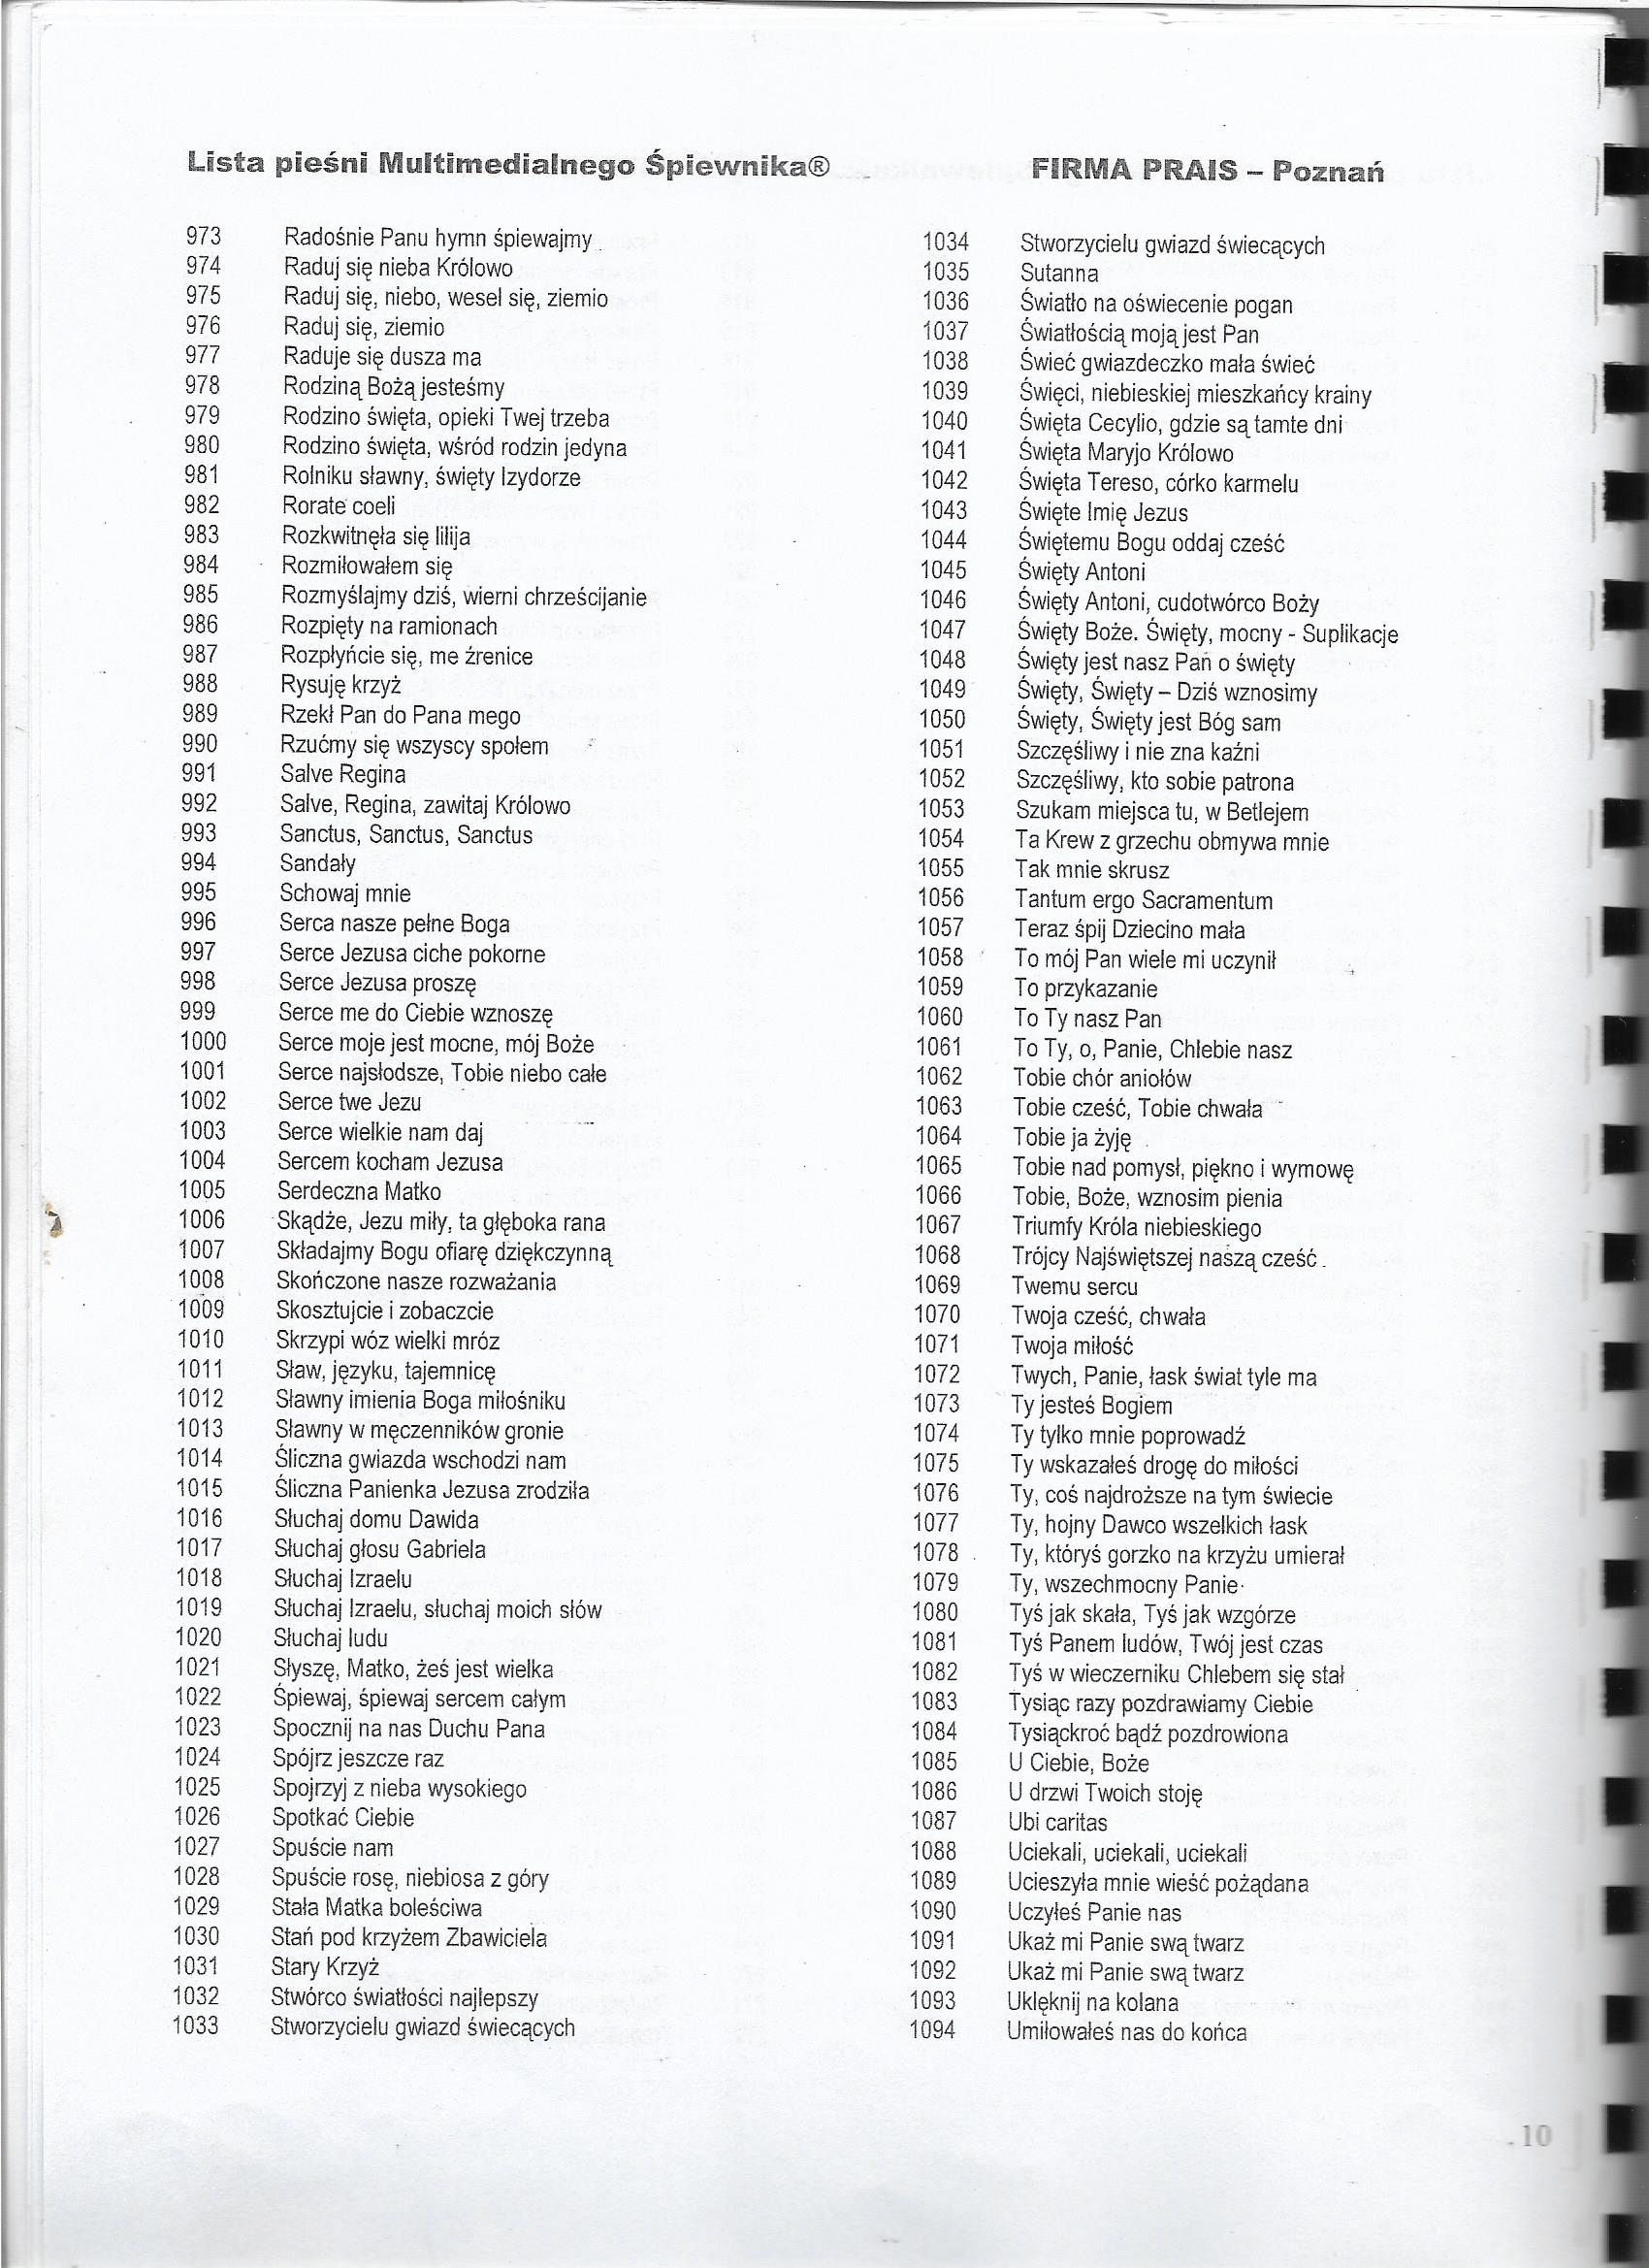 Lista pieśni Multimedialnego Śpiewnika® FIRMA PRAIS – Poznań
973 Radośnie Panu hymn śpiewajmy
974 Raduj się nieba Królowo
975 Raduj się, niebo, wesel się, ziemio
976 Raduj się, ziemio
977 Raduje się dusza ma
978 Rodziną Bożą jesteśmy
979 Rodzino święta, opieki Twej trzeba
980 Rodzino święta, wśród rodzin jedyna
981 Rolniku sławny, święty Izydorze
982 Rorate coeli
983 Rozkwitnęła się lilija
984 Rozmiłowałem się
985 Rozmyślajmy dziś, wierni chrześcijanie
986 Rozpięty na ramionach
987 Rozpłyńcie się, me źrenice
988 Rysuję krzyż
989 Rzekł Pan do Pana mego
990 Rzućmy się wszyscy społem
991 Salve Regina
992 Salve, Regina, zawitaj Królowo
993 Sanctus, Sanctus, Sanctus
994 Sandały
995 Schowaj mnie
996 Serca nasze pełne Boga
997 Serce Jezusa ciche pokorne
998 Serce Jezusa proszę
999 Serce me do Ciebie wznoszę
1000 Serce moje jest mocne, mój Boże
1001 Serce najsłodsze, Tobie niebo całe
1002 Serce twe Jezu
1003 Serce wielkie nam daj
1004 Sercem kocham Jezusa
1005 Serdeczna Matko
1006 Skądże, Jezu miły, ta głęboka rana
1007 Składajmy Bogu ofiarę dziękczynną
1008 Skończone nasze rozważania
1009 Skosztujcie i zobaczcie
1010 Skrzypi wóz wielki mróz
1011 Sław, języku, tajemnicę
1012 Sławny imienia Boga miłośniku
1013 Sławny w męczenników gronie
1014 Śliczna gwiazda wschodzi nam
1015 Śliczna Panienka Jezusa zrodziła
1016 Słuchaj domu Dawida
1017 Słuchaj głosu Gabriela
1018 Słuchaj Izraelu
1019 Słuchaj Izraelu, słuchaj moich słów
1020 Słuchaj ludu
1021 Słyszę, Matko, żeś jest wielka
1022 Śpiewaj, śpiewaj sercem całym
1023 Spocznij na nas Duchu Pana
1024 Spójrz jeszcze raz
1025 Spojrzyj z nieba wysokiego
1026 Spotkać Ciebie
1027 Spuście nam
1028 Spuście rosę, niebiosa z góry
1029 Stała Matka boleściwa
1030 Stań pod krzyżem Zbawiciela
1031 Stary Krzyż
1032 Stwórco światłości najlepszy
1033 Stworzycielu gwiazd świecących
1034 Stworzycielu gwiazd świecących
1035 Sutanna
1036 Światło na oświecenie pogan
1037 Światłością moją jest Pan
1038 Świeć gwiazdeczko mała świeć
1039 Święci, niebieskiej mieszkańcy krainy
1040 Święta Cecylio, gdzie są tamte dni
1041 Święta Maryjo Królowo
1042 Święta Tereso, córko karmelu
1043 Święte Imię Jezus
1044 Świętemu Bogu oddaj cześć
1045 Święty Antoni
1046 Święty Antoni, cudotwórco Boży
1047 Święty Boże. Święty, mocny - Suplikacje
1048 Święty jest nasz Pan o święty
1049 Święty, Święty – Dziś wznosimy
1050 Święty, Święty jest Bóg sam
1051 Szczęśliwy i nie zna kaźni
1052 Szczęśliwy, kto sobie patrona
1053 Szukam miejsca tu, w Betlejem
1054 Ta Krew z grzechu obmywa mnie
1055 Tak mnie skrusz
1056 Tantum ergo Sacramentum
1057 Teraz śpij Dziecino mała
1058 To mój Pan wiele mi uczynił
1059 To przykazanie
1060 To Ty nasz Pan
1061 To Ty, o, Panie, Chlebie nasz
1062 Tobie chór aniołów
1063 Tobie cześć, Tobie chwała
1064 Tobie ja żyję
1065 Tobie nad pomysł, piękno i wymowę
1066 Tobie, Boże, wznosim pienia
1067 Triumfy Króla niebieskiego
1068 Trójcy Najświętszej naszą cześć
1069 Twemu sercu
1070 Twoja cześć, chwała
1071 Twoja miłość
1072 Twych, Panie, łask świat tyle ma
1073 Ty jesteś Bogiem
1074 Ty tylko mnie poprowadź
1075 Ty wskazałeś drogę do miłości
1076 Ty, coś najdroższe na tym świecie
1077 Ty, hojny Dawco wszelkich łask
1078 Ty, któryś gorzko na krzyżu umierał
1079 Ty, wszechmocny Panie
1080 Tyś jak skała, Tyś jak wzgórze
1081 Tyś Panem ludów, Twój jest czas
1082 Tyś w wieczerniku Chlebem się stał
1083 Tysiąc razy pozdrawiamy Ciebie
1084 Tysiąckroć bądź pozdrowiona
1085 U Ciebie, Boże
1086 U drzwi Twoich stoję
1087 Ubi caritas
1088 Uciekali, uciekali, uciekali
1089 Ucieszyła mnie wieść pożądana
1090 Uczyłeś Panie nas
1091 Ukaż mi Panie swą twarz
1092 Ukaż mi Panie swą twarz
1093 Uklęknij na kolana
1094 Umiłowałeś nas do końca
10